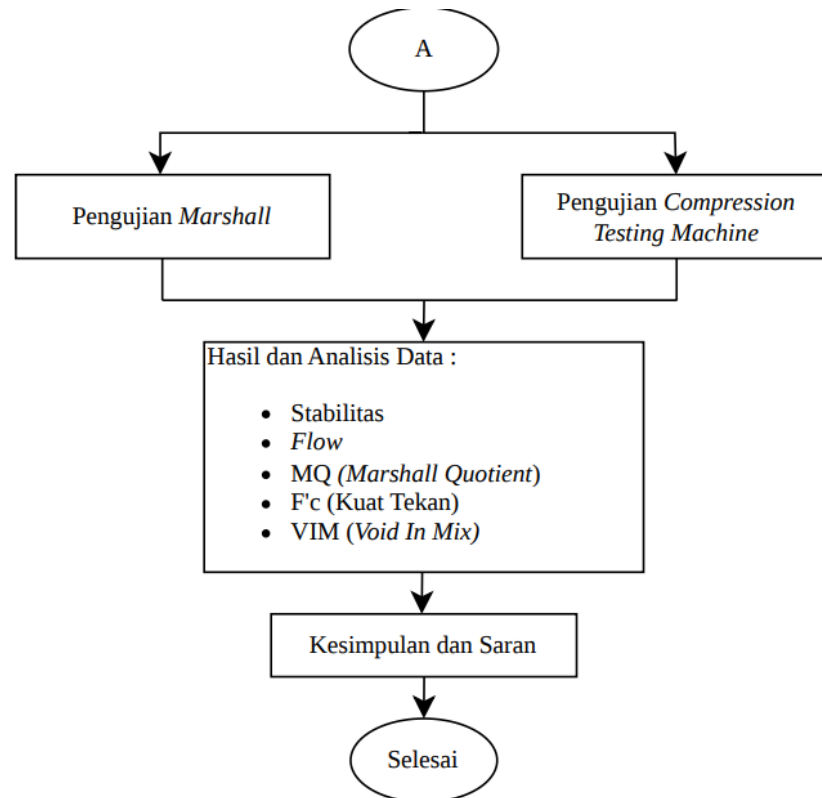 A
Pengujian Marshall
Pengujian Compression
Testing Machine
Hasil dan Analisis Data :
• Stabilitas
• Flow
• MQ (Marshall Quotient)
• F'c (Kuat Tekan)
• VIM (Void In Mix)
Kesimpulan dan Saran
Selesai